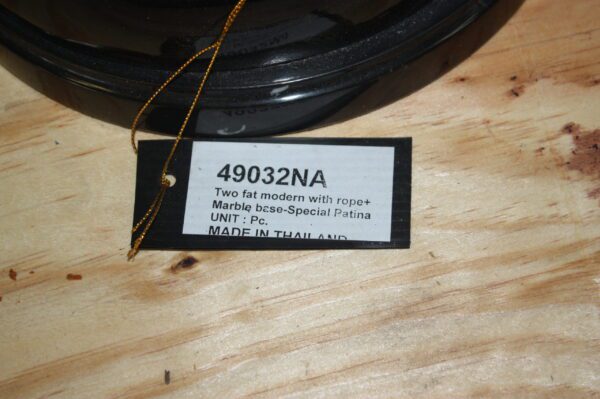 49032NA
Two fat modern with rope+
Marble base-Special Patina
UNIT : Pc.
MADE IN THAILAND